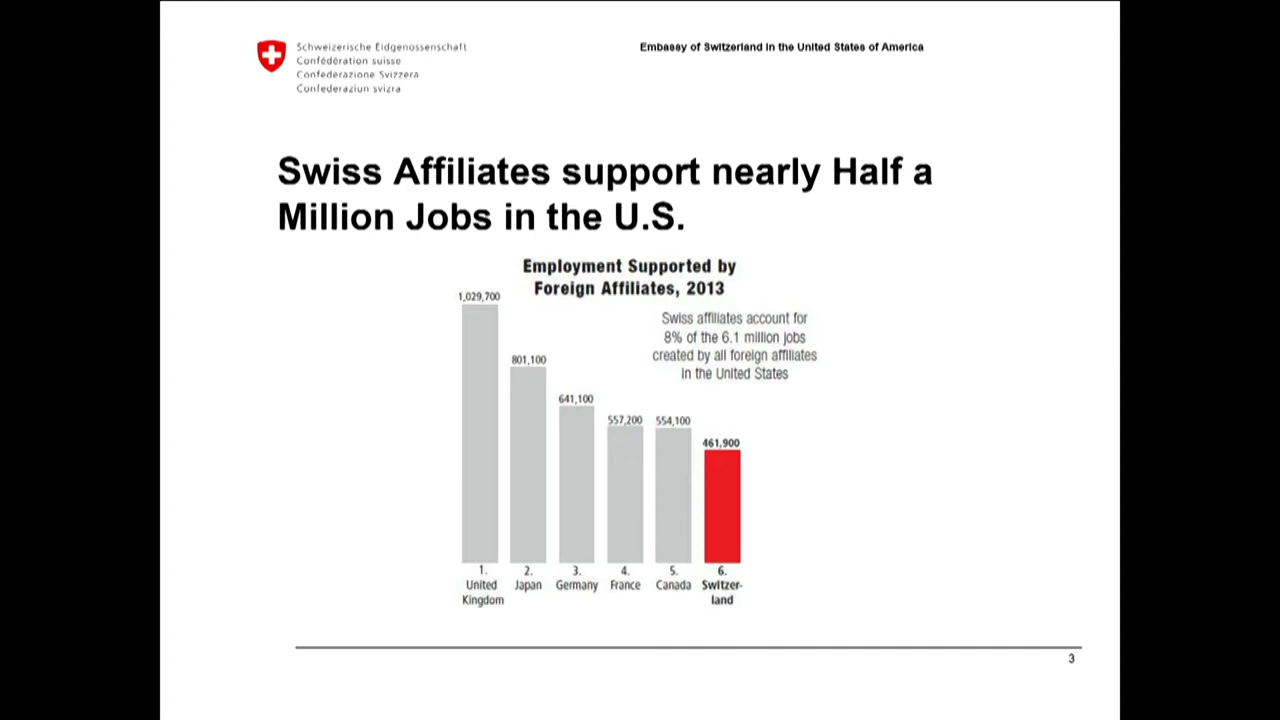 Schweizerische Eidgenossenschaft
Confédération suisse
Confederazione Svizzera
Confederaziun svizra
Embassy of Switzerland in the United States of America
Swiss Affiliates support nearly Half a
Million Jobs in the U.S.
Employment Supported by
Foreign Affiliates, 2013
Swiss affiliates account for
8% of the 6.1 million jobs
created by all foreign affiliates
in the United States
1,029,700
801,100
641,100
557,200
554,100
461,900
1.
United
Kingdom
2.
Japan
3.
Germany
4.
France
5.
Canada
6.
Switzer-
land
3